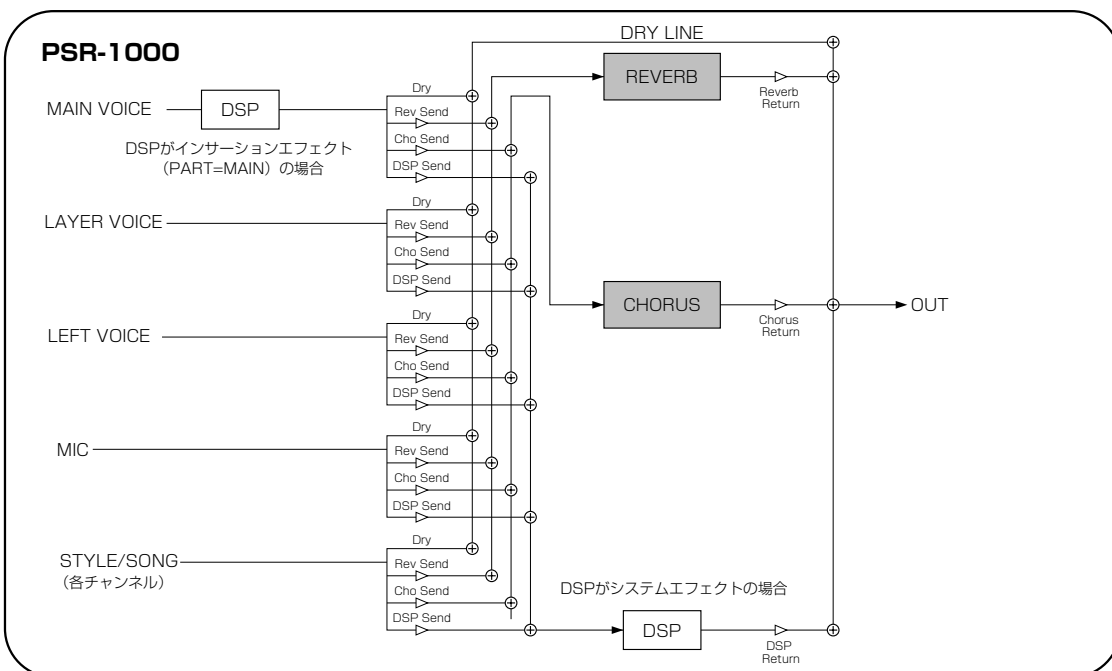 PSR-1000
DRY LINE
REVERB
Reverb
Return
MAIN VOICE
DSP
Dry
Rev Send
Cho Send
DSP Send
DSPがインサーションエフェクト
（PART=MAIN）の場合
LAYER VOICE
Dry
Rev Send
Cho Send
DSP Send
CHORUS
Chorus
Return
OUT
LEFT VOICE
Dry
Rev Send
Cho Send
DSP Send
MIC
Dry
Rev Send
Cho Send
DSP Send
STYLE/SONG
（各チャンネル）
Dry
Rev Send
Cho Send
DSP Send
DSPがシステムエフェクトの場合
DSP
DSP
Return